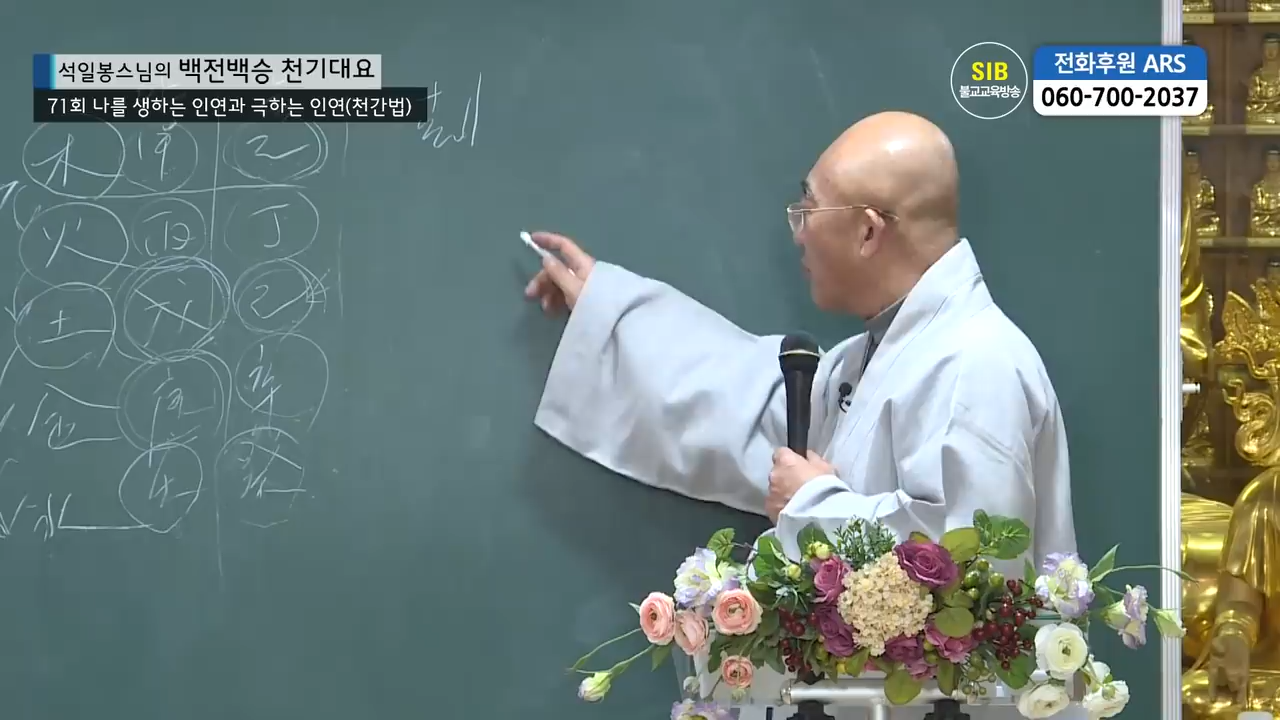 석일봉스님의 백전백승 천기대요
71회 나를 생하는 인연과 극하는 인연(천간법)
SIB
불교교육방송
전화후원 ARS
060-700-2037
木 甲 乙
火 丙 丁
土 戊 己
金 庚 辛